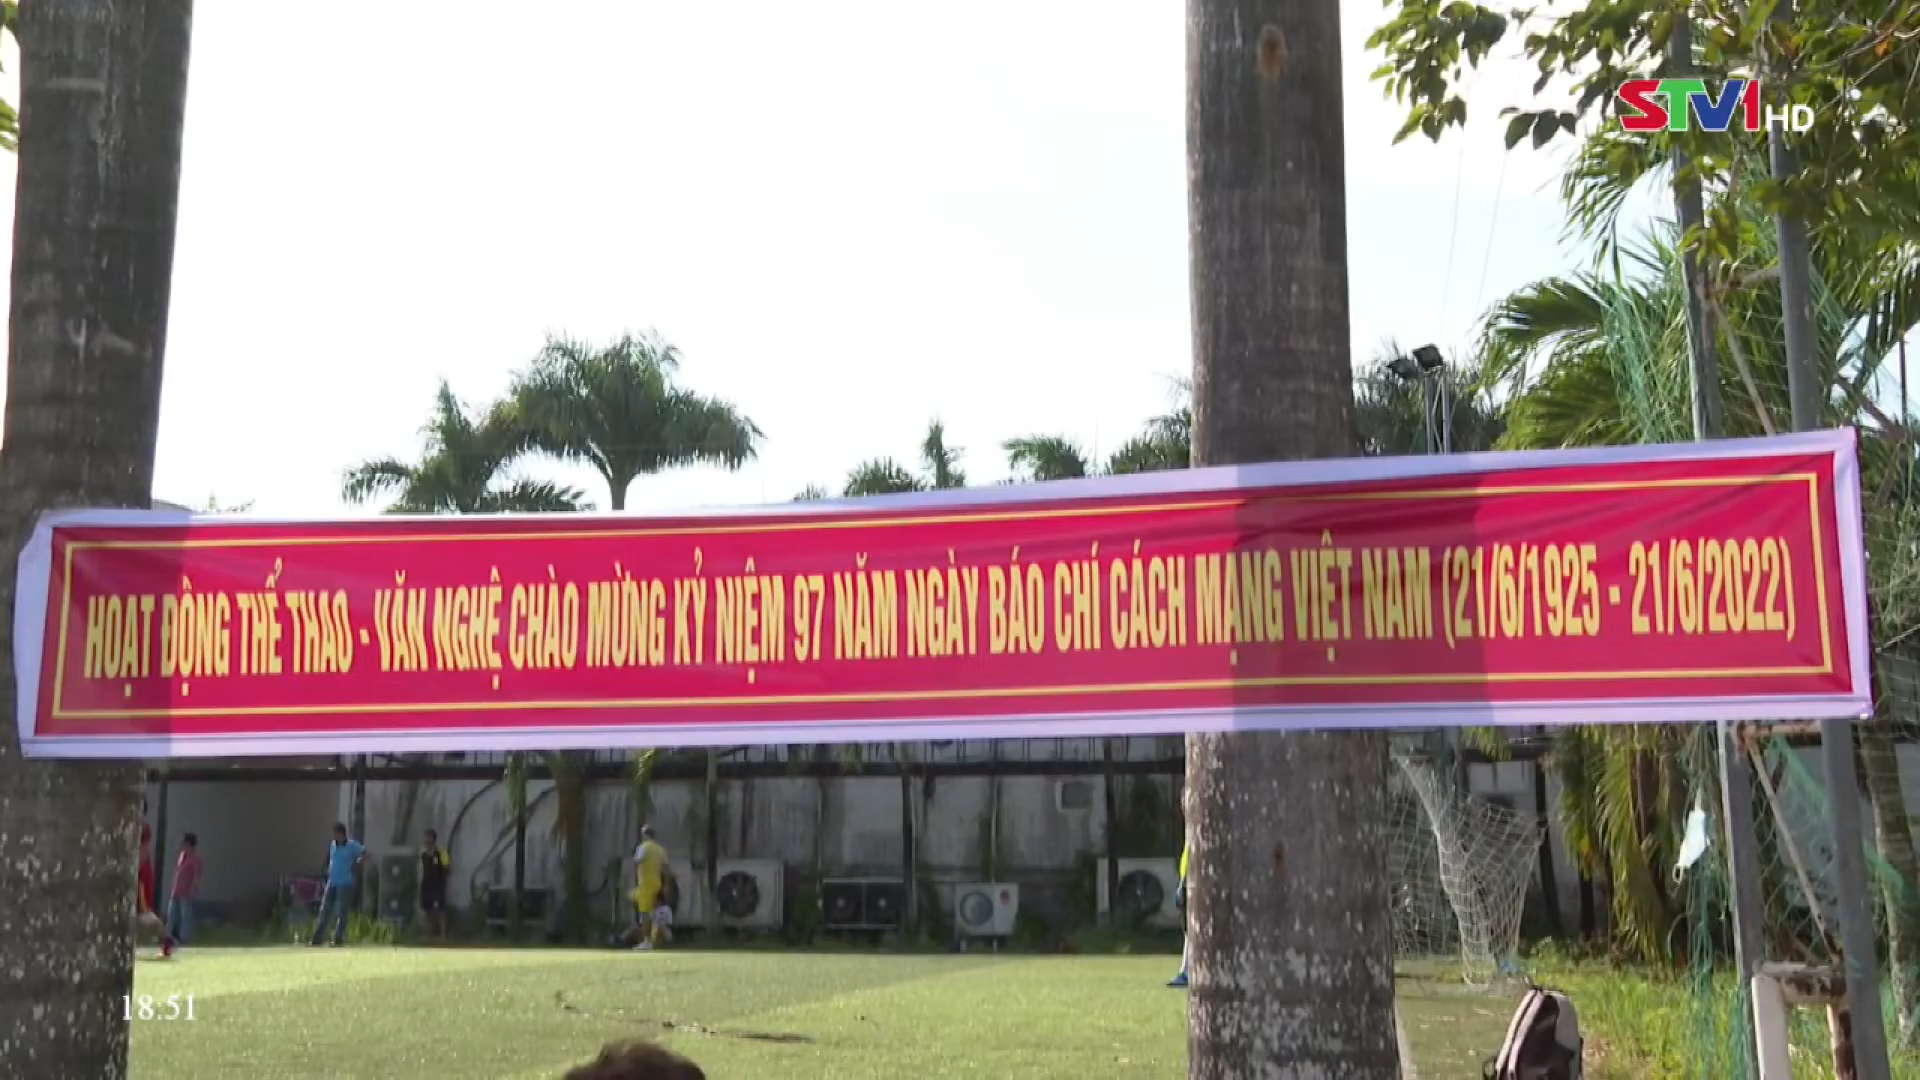 STV1 HD
HOẠT ĐỘNG THỂ THAO - VĂN NGHỆ CHÀO MỪNG KỶ NIỆM 97 NĂM NGÀY BÁO CHÍ CÁCH MẠNG VIỆT NAM (21/6/1925 - 21/6/2022)
18:51